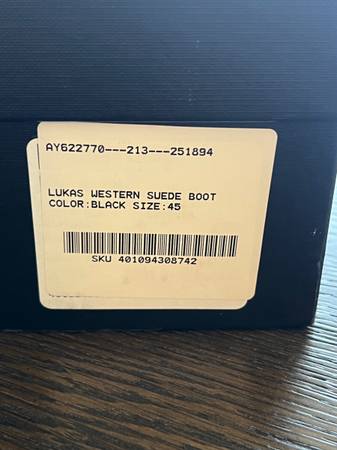 AY622770---213---251894
LUKAS WESTERN SUEDE BOOT
COLOR:BLACK SIZE:45
SKU 401094308742